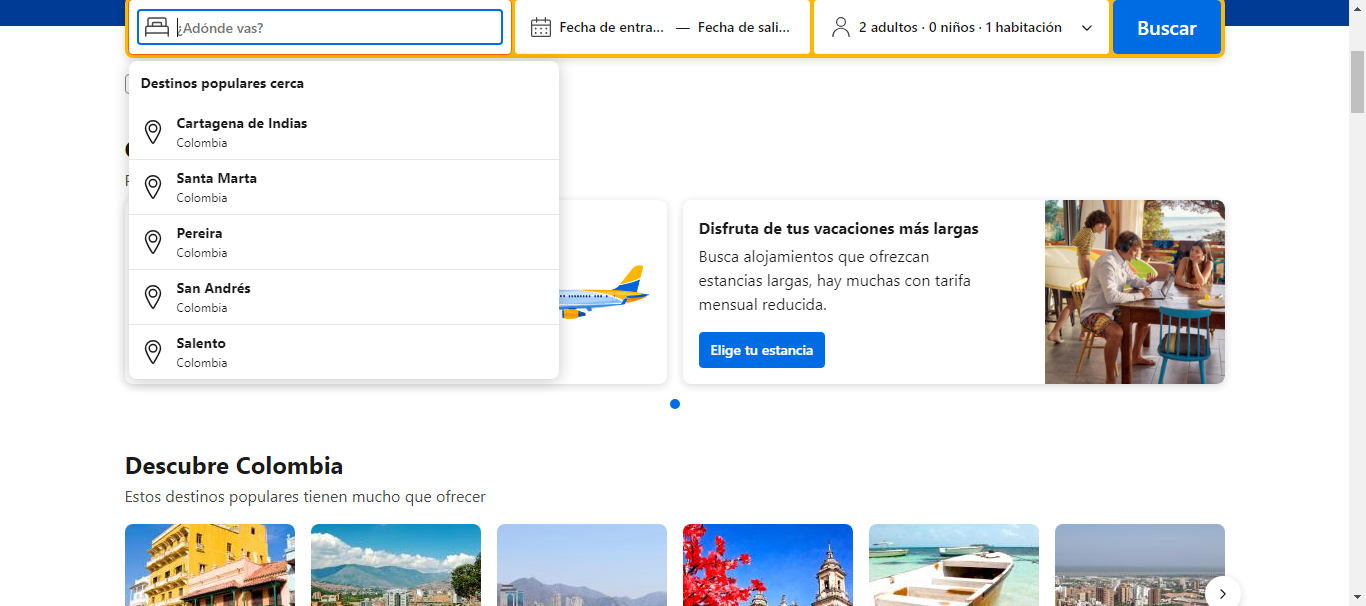 ¿Adónde vas?
Fecha de entra... — Fecha de sali...
2 adultos · 0 niños · 1 habitación
Buscar
Destinos populares cerca
Cartagena de Indias
Colombia
Santa Marta
Colombia
Pereira
Colombia
San Andrés
Colombia
Salento
Colombia
Disfruta de tus vacaciones más largas
Busca alojamientos que ofrezcan
estancias largas, hay muchas con tarifa
mensual reducida.
Elige tu estancia
Descubre Colombia
Estos destinos populares tienen mucho que ofrecer